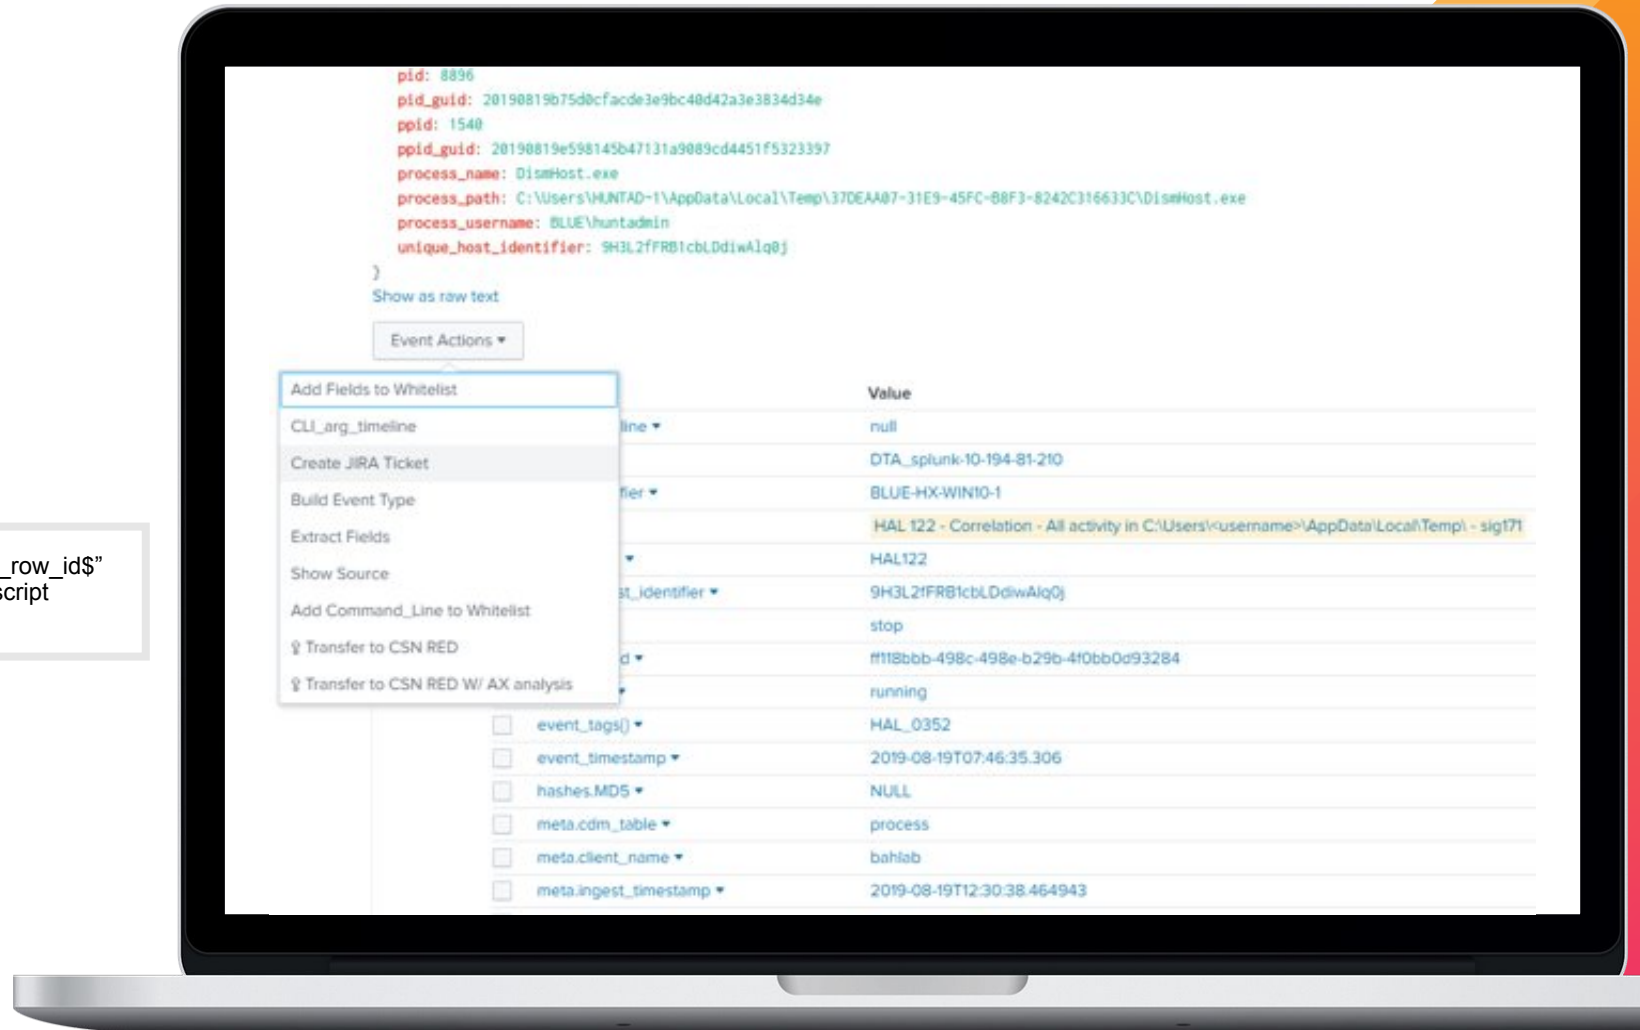 pid: 8896
pid_guid: 20190819b75d0cfacde3e9bc40d42a3e3834d34e
ppid: 1540
ppid_guid: 20190819e598145b47131a9089cd4451f5323397
process_name: DismHost.exe
process_path: C:\Users\HUNTAD~1\AppData\Local\Temp\37DEAA07-31E9-45FC-B8F3-8242C316633C\DismHost.exe
process_username: BLUE\huntadmin
unique_host_identifier: 9H3L2fFRB1cbLDdiwAlq0j
}
Show as raw text
Event Actions
Add Fields to Whitelist
CLI_arg_timeline
Create JIRA Ticket
Build Event Type
Extract Fields
Show Source
Add Command_Line to Whitelist
Transfer to CSN RED
Transfer to CSN RED W/ AX analysis
Value
line null
DTA_splunk-10-194-81-210
fier BLUE-HX-WIN10-1
HAL 122 - Correlation - All activity in C:\Users\<username>\AppData\Local\Temp\ - sig171
HAL122
st_identifier 9H3L2fFRB1cbLDdiwAlq0j
stop
d ff118bbb-498c-498e-b29b-4f0bb0d93284
running
event_tags() HAL_0352
event_timestamp 2019-08-19T07:46:35.306
hashes.MD5 NULL
meta.cdm_table process
meta.client_name bahlab
meta.ingest_timestamp 2019-08-19T12:30:38.464943
_row_id$”
script